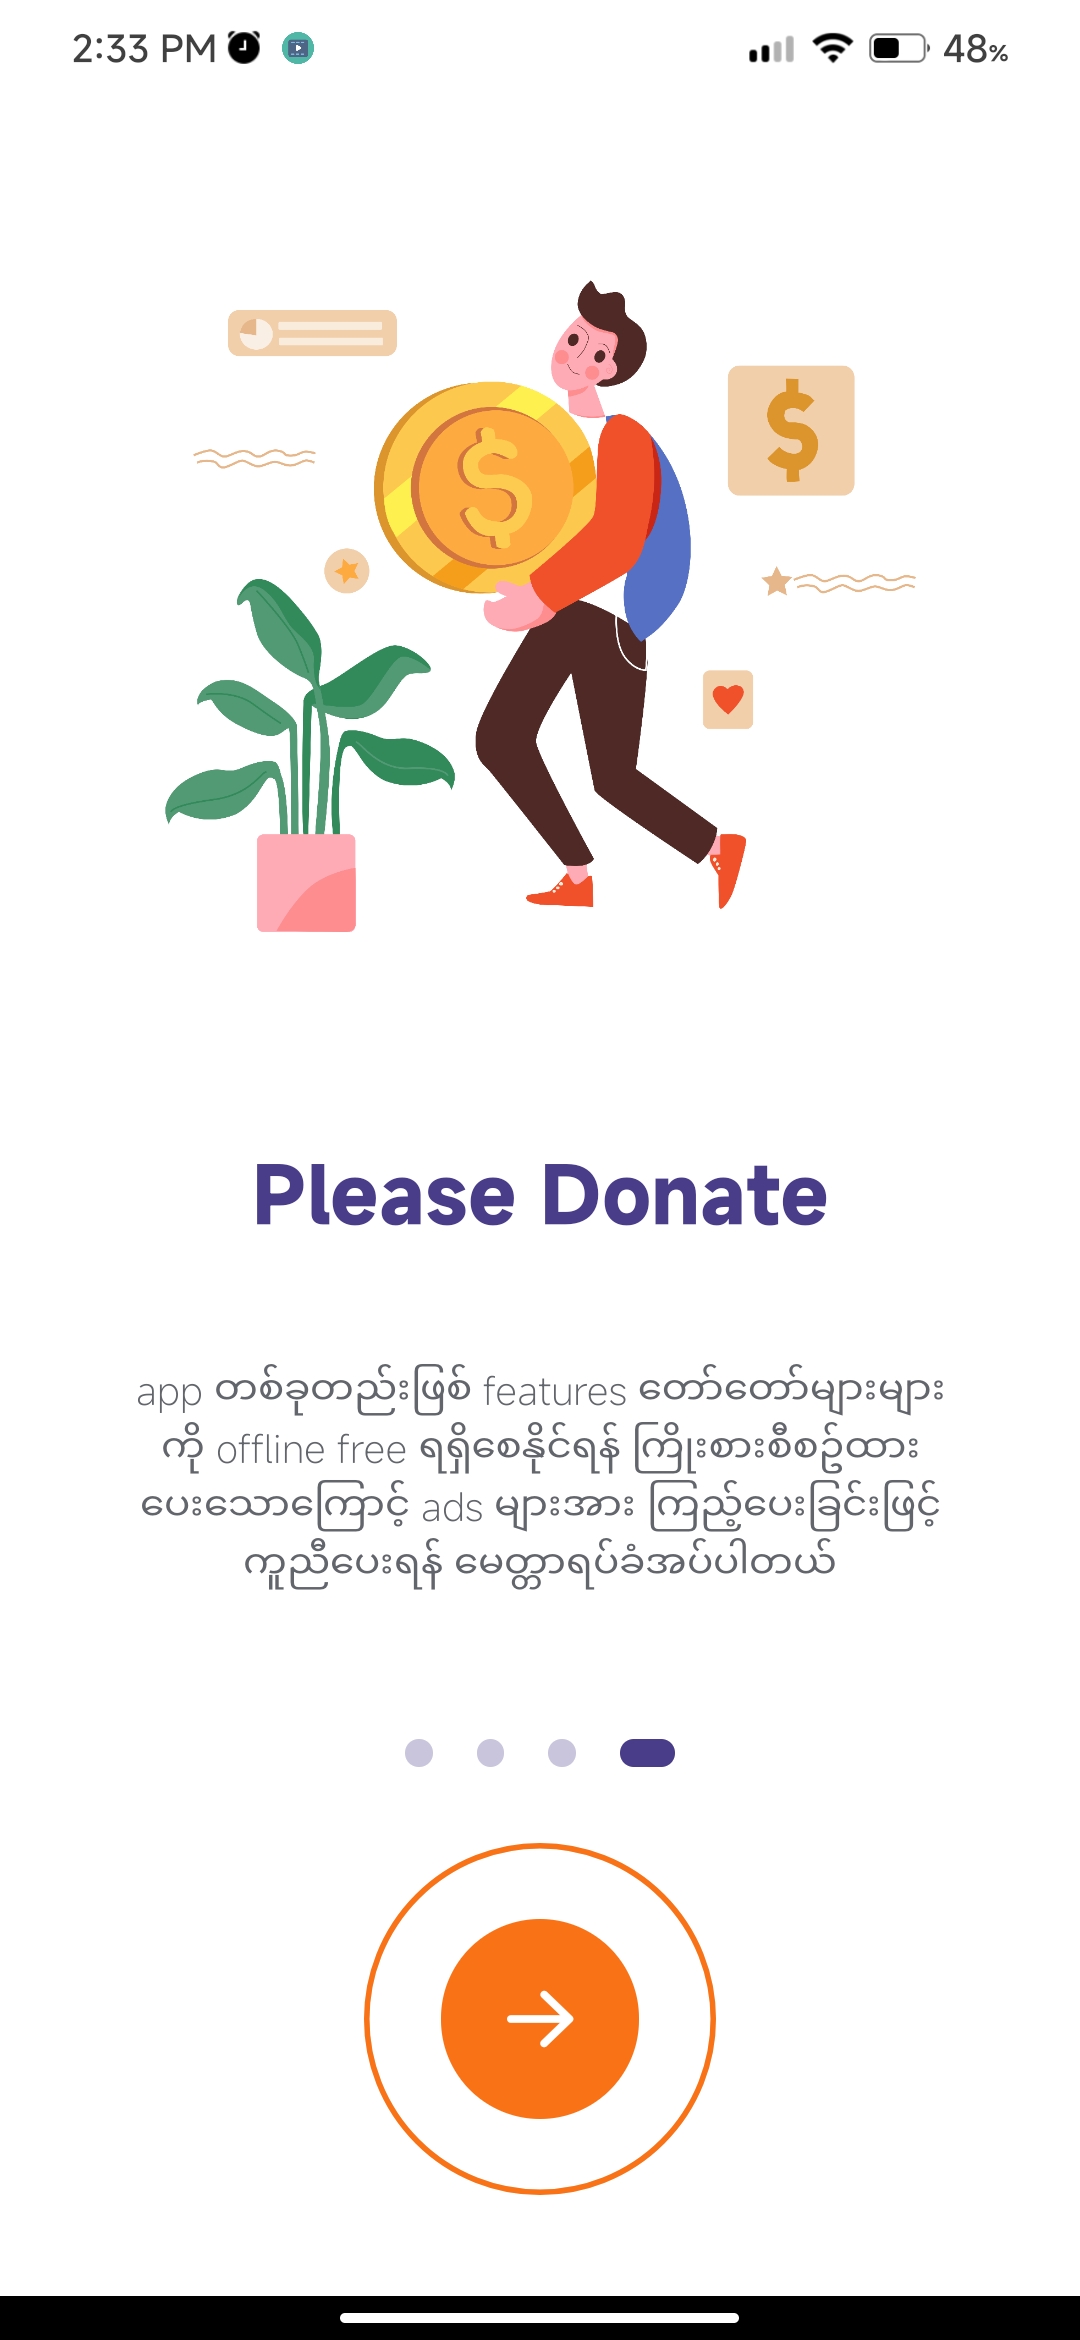 2:33 PM
48%
$
$
Please Donate
app တစ်ခုတည်းဖြစ် features တော်တော်များများ
ကို offline free ရရှိစေနိုင်ရန် ကြိုးစားစီစဥ်ထား
ပေးသောကြောင့် ads များအား ကြည့်ပေးခြင်းဖြင့်
ကူညီပေးရန် မေတ္တာရပ်ခံအပ်ပါတယ်